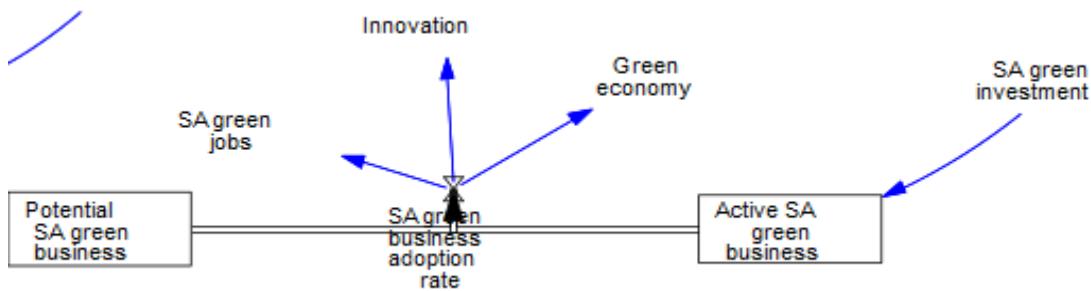 Innovation
Green
economy
SA green
investment
SA green
jobs
Potential
SA green
business
SA green
business
adoption
rate
Active SA
green
business